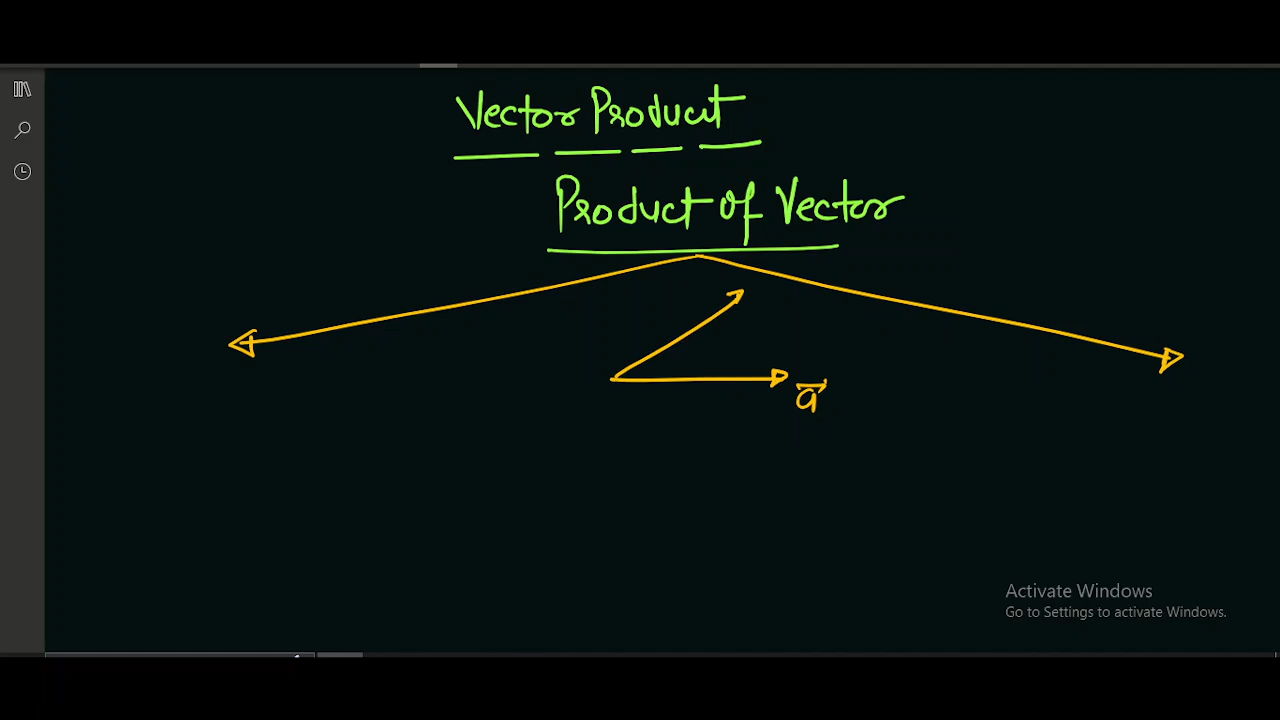 Vector Product
Product of Vector
a⃗
Activate Windows
Go to Settings to activate Windows.